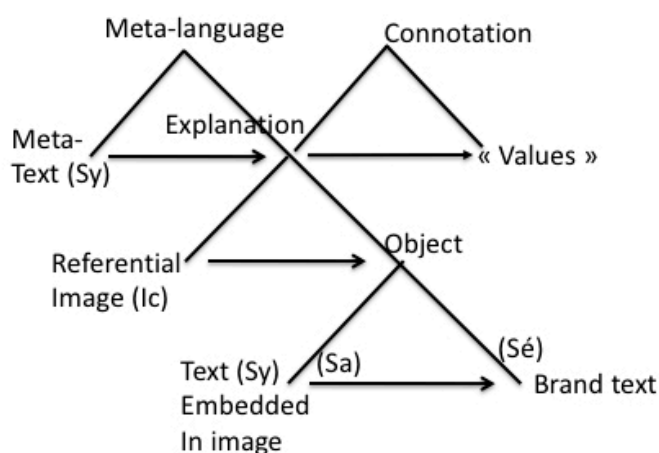 Meta-language
Connotation
Explanation
Meta-
Text (Sy)
« Values »
Object
Referential
Image (Ic)
(Sé)
(Sa)
Text (Sy)
Embedded
In image
Brand text